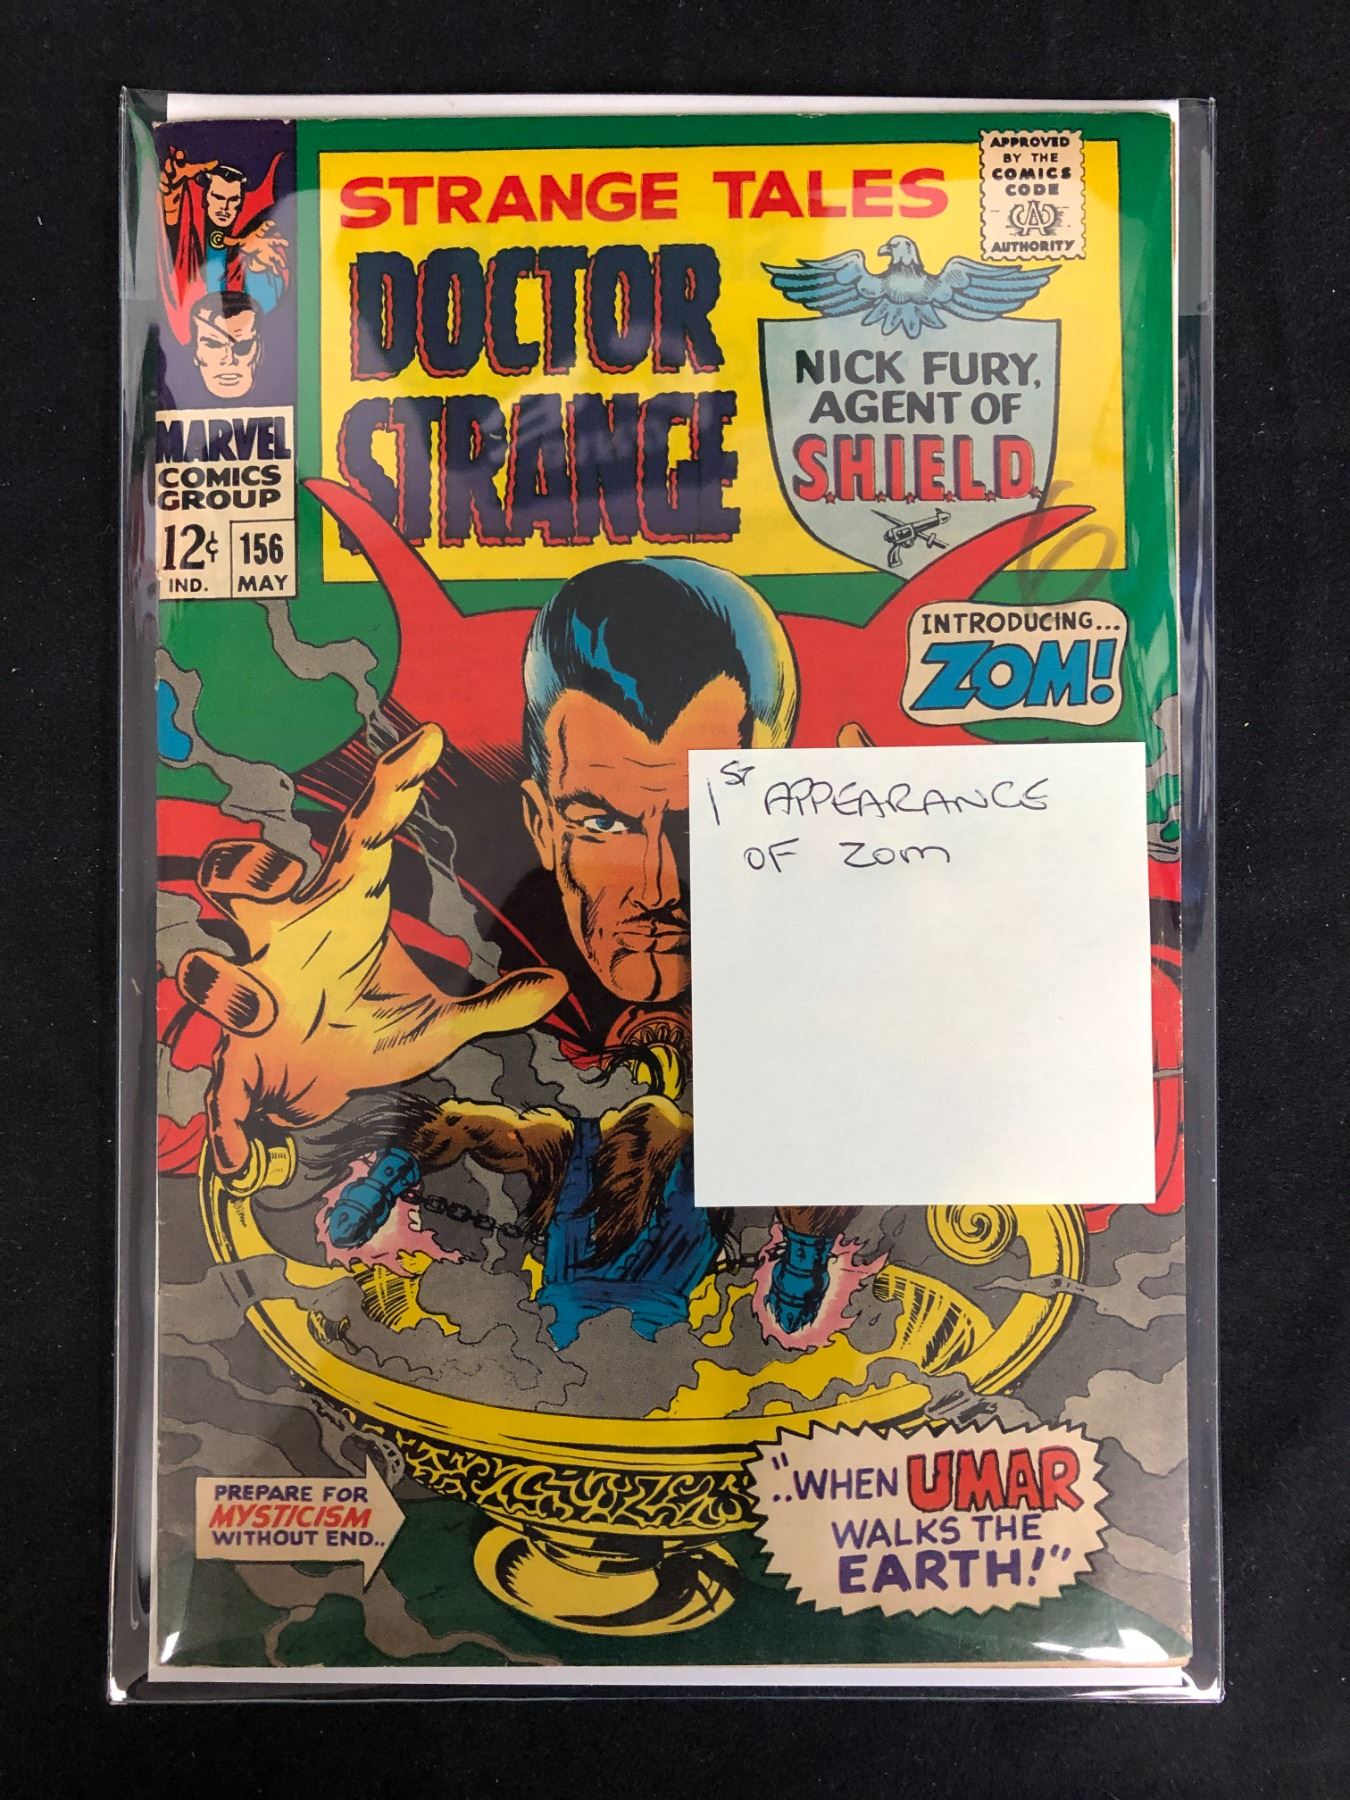 STRANGE TALES
DOCTOR
STRANGE
APPROVED
BY THE
COMICS
CODE
CA
AUTHORITY
NICK FURY,
AGENT OF
S.H.I.E.L.D.
MARVEL
COMICS
GROUP
12¢
IND.
156
MAY
6
INTRODUCING...
ZOM!
1ST APPEARANCE
OF ZOM
PREPARE FOR
MYSTICISM
WITHOUT END..
"..WHEN UMAR
WALKS THE
EARTH!"